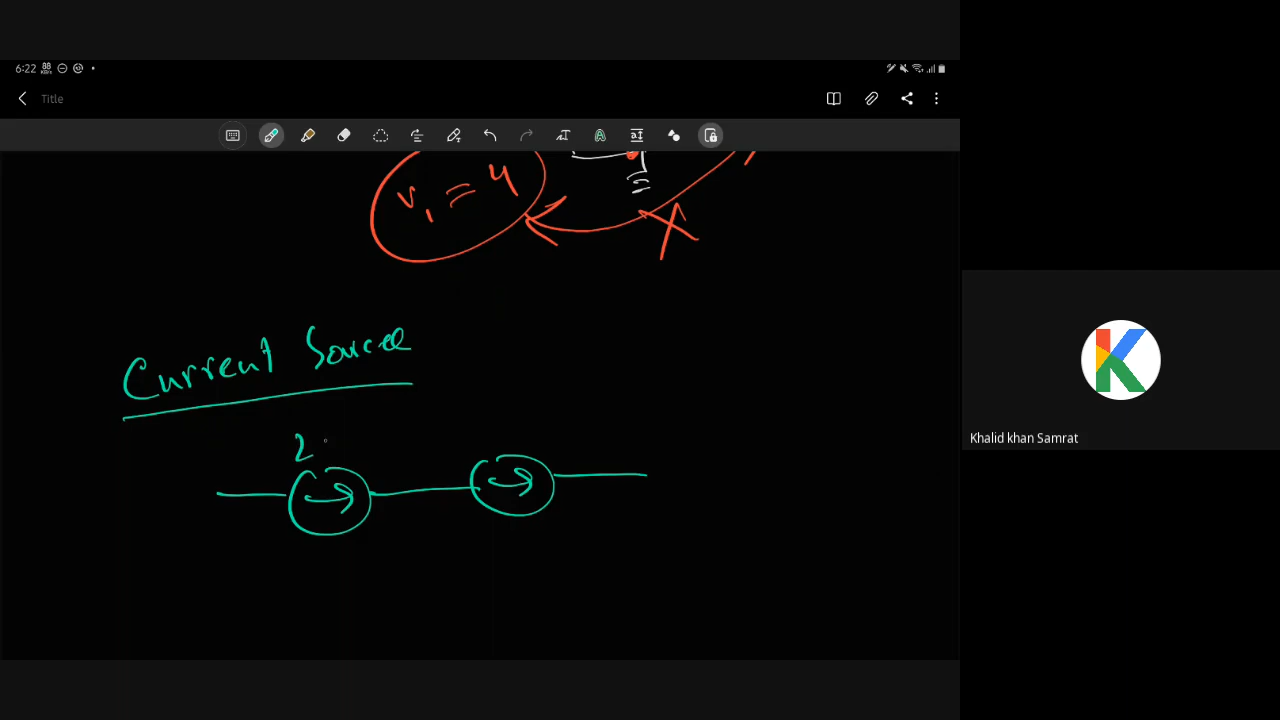 6:22
Title
V₁ = 4
X
Current Source
2
K
Khalid khan Samrat